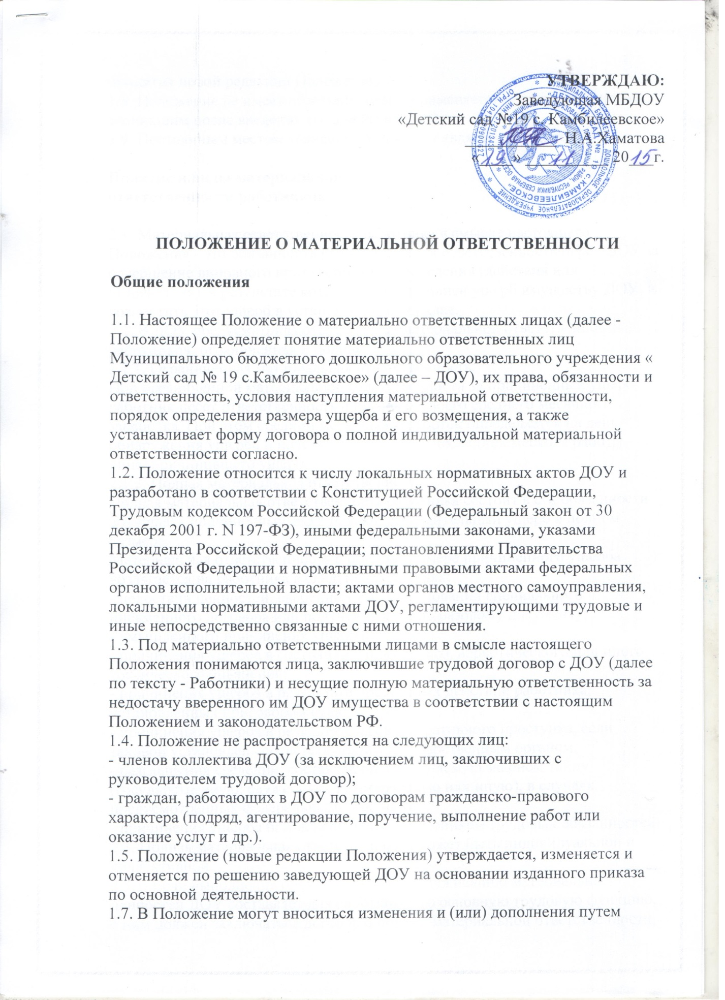 УТВЕРЖДАЮ:
Заведующая МБДОУ
«Детский сад №19 с. Камбилеевское»
Н.А.Хаматова
«19» 11 2015г.
ПОЛОЖЕНИЕ О МАТЕРИАЛЬНОЙ ОТВЕТСТВЕННОСТИ
Общие положения
1.1. Настоящее Положение о материально ответственных лицах (далее -
Положение) определяет понятие материально ответственных лиц
Муниципального бюджетного дошкольного образовательного учреждения «
Детский сад № 19 с.Камбилеевское» (далее – ДОУ), их права, обязанности и
ответственность, условия наступления материальной ответственности,
порядок определения размера ущерба и его возмещения, а также
устанавливает форму договора о полной индивидуальной материальной
ответственности согласно.
1.2. Положение относится к числу локальных нормативных актов ДОУ и
разработано в соответствии с Конституцией Российской Федерации,
Трудовым кодексом Российской Федерации (Федеральный закон от 30
декабря 2001 г. N 197-ФЗ), иными федеральными законами, указами
Президента Российской Федерации; постановлениями Правительства
Российской Федерации и нормативными правовыми актами федеральных
органов исполнительной власти; актами органов местного самоуправления,
локальными нормативными актами ДОУ, регламентирующими трудовые и
иные непосредственно связанные с ними отношения.
1.3. Под материально ответственными лицами в смысле настоящего
Положения понимаются лица, заключившие трудовой договор с ДОУ (далее
по тексту - Работники) и несущие полную материальную ответственность за
недостачу вверенного им ДОУ имущества в соответствии с настоящим
Положением и законодательством РФ.
1.4. Положение не распространяется на следующих лиц:
- членов коллектива ДОУ (за исключением лиц, заключивших с
руководителем трудовой договор);
- граждан, работающих в ДОУ по договорам гражданско-правового
характера (подряд, агентирование, поручение, выполнение работ или
оказание услуг и др.).
1.5. Положение (новые редакции Положения) утверждается, изменяется и
отменяется по решению заведующей ДОУ на основании изданного приказа
по основной деятельности.
1.7. В Положение могут вноситься изменения и (или) дополнения путем